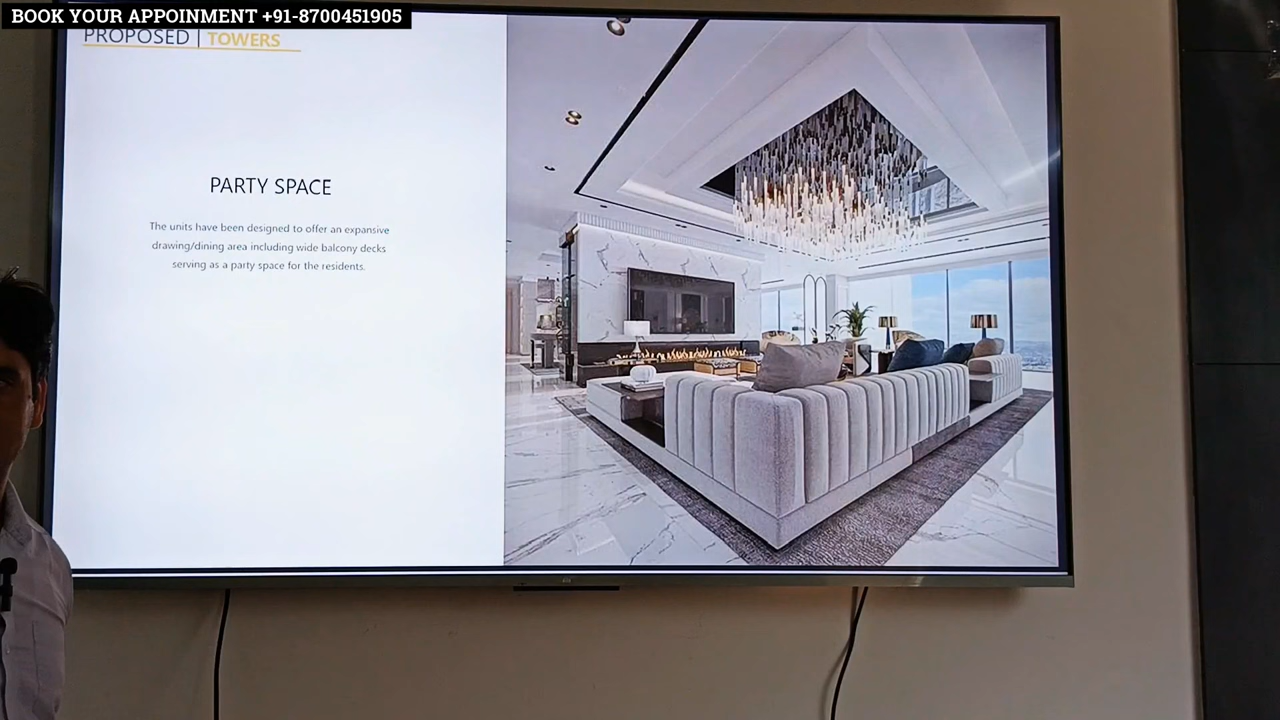 BOOK YOUR APPOINMENT +91-8700451905
PROPOSED | TOWERS
PARTY SPACE
The units have been designed to offer an expansive
drawing/dining area including wide balcony decks
serving as a party space for the residents.